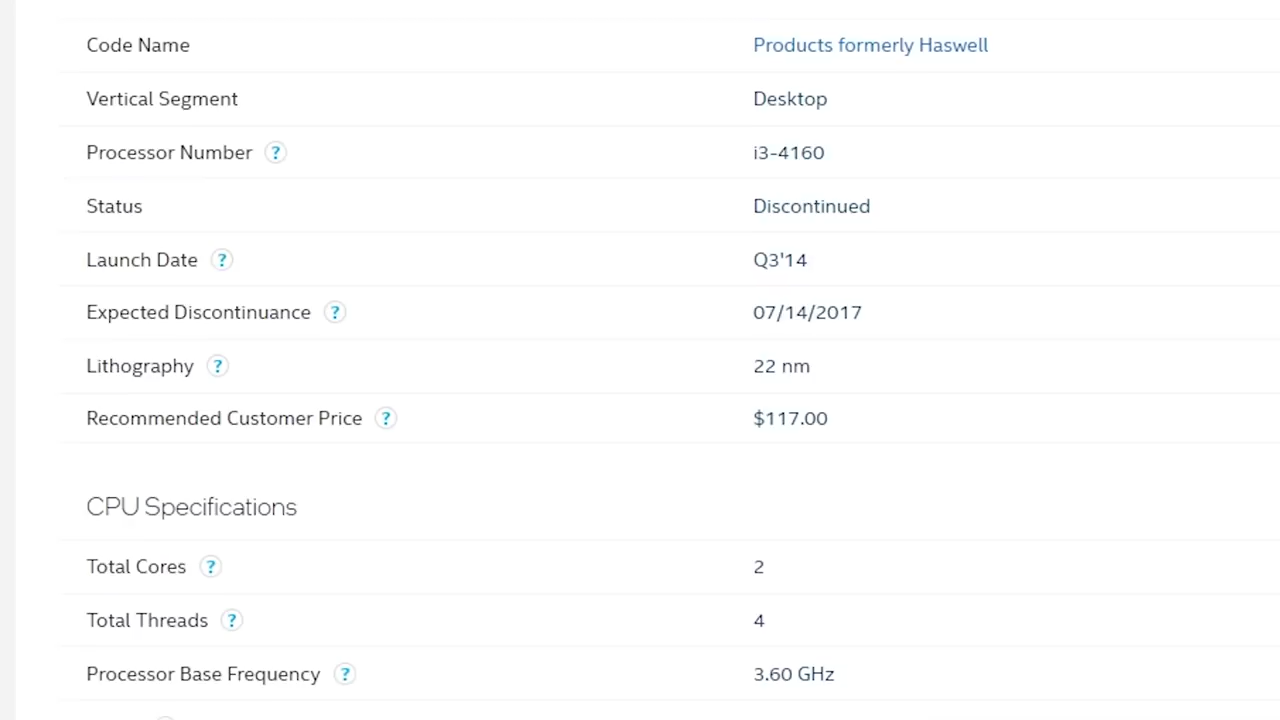 Code Name Products formerly Haswell
Vertical Segment Desktop
Processor Number ? i3-4160
Status Discontinued
Launch Date ? Q3'14
Expected Discontinuance ? 07/14/2017
Lithography ? 22 nm
Recommended Customer Price ? $117.00
CPU Specifications
Total Cores ? 2
Total Threads ? 4
Processor Base Frequency ? 3.60 GHz